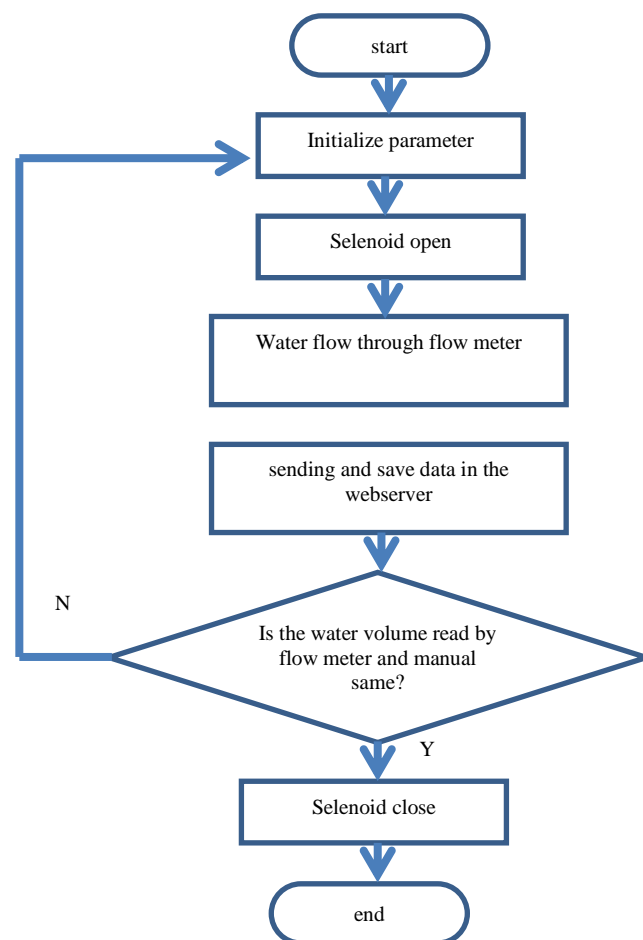 start
Initialize parameter
Selenoid open
Water flow through flow meter
sending and save data in the
webserver
N
Is the water volume read by
flow meter and manual
same?
Y
Selenoid close
end